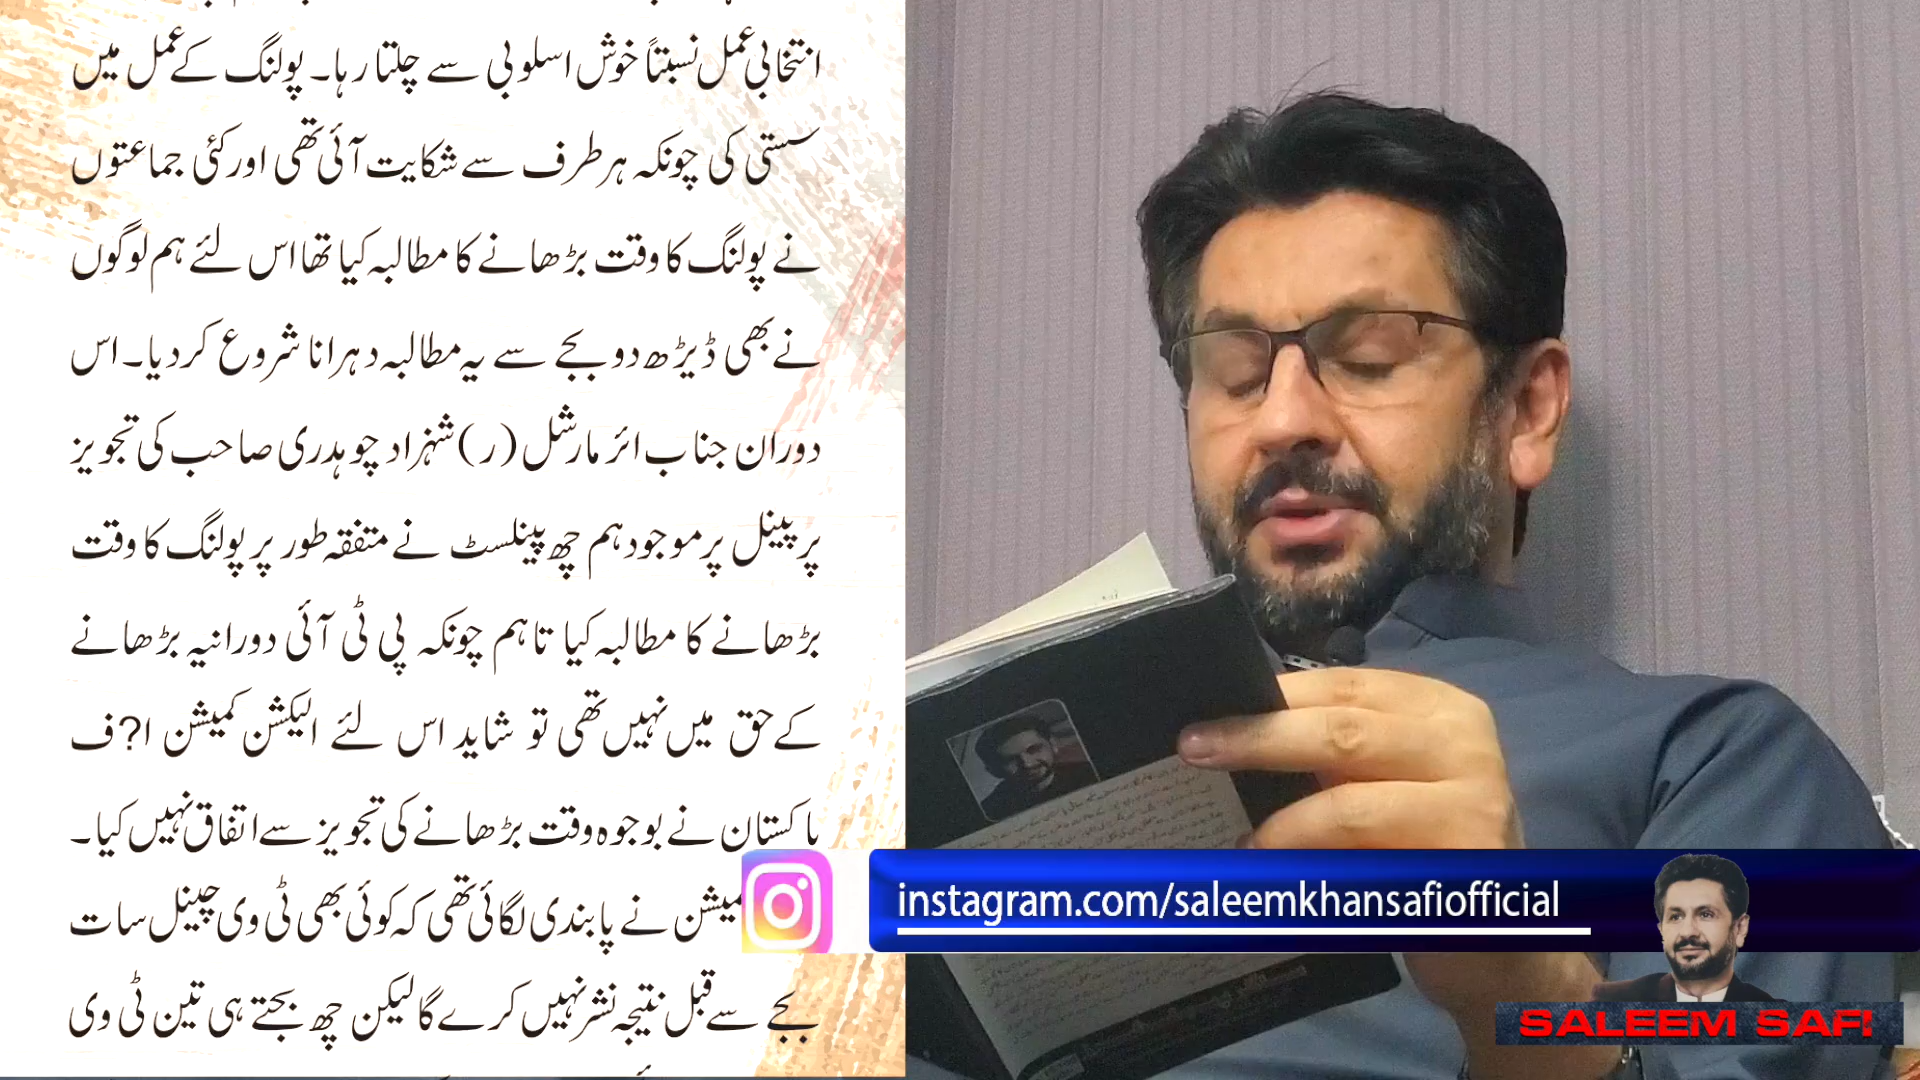 انتخابی عمل نسبتاً خوش اسلوبی سے چلتا رہا۔ پولنگ کے عمل میں
سستی کی چونکہ ہر طرف سے شکایت آئی تھی اور کئی جماعتوں
نے پولنگ کا وقت بڑھانے کا مطالبہ کیا تھا اس لئے ہم لوگوں
نے بھی ڈیڑھ دو بجے سے یہ مطالبہ دہرانا شروع کردیا۔ اس
دوران جناب ائر مارشل (ر) شہزاد چوہدری صاحب کی تجویز
پر پینل پر موجود ہم چھ پینلسٹ نے متفقہ طور پر پولنگ کا وقت
بڑھانے کا مطالبہ کیا تاہم چونکہ پی ٹی آئی دورانیہ بڑھانے
کے حق میں نہیں تھی تو شاید اس لئے الیکشن کمیشن ا?ف
پاکستان نے بوجوہ وقت بڑھانے کی تجویز سے اتفاق نہیں کیا۔
میشن نے پابندی لگائی تھی کہ کوئی بھی ٹی وی چینل سات
بجے سے قبل نتیجہ نشر نہیں کرے گا لیکن چھ بجتے ہی تین ٹی وی
instagram.com/saleemkhansafiofficial
SALEEM SAFI